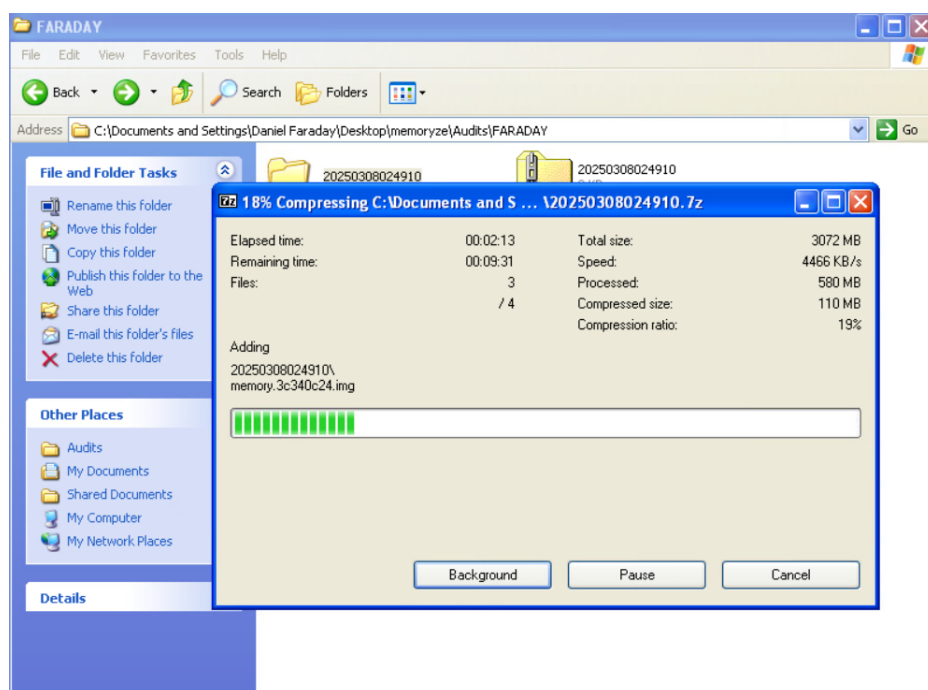 FARADAY
File Edit View Favorites Tools Help
Back Search Folders
Address C:\Documents and Settings\Daniel Faraday\Desktop\memoryze\Audits\FARADAY Go
File and Folder Tasks
Rename this folder
Move this folder
Copy this folder
Publish this folder to the
Web
Share this folder
E-mail this folder's files
Delete this folder
Other Places
Audits
My Documents
Shared Documents
My Computer
My Network Places
Details
20250308024910
20250308024910
7z 18% Compressing C:\Documents and S ... \20250308024910.7z
Elapsed time: 00:02:13 Total size: 3072 MB
Remaining time: 00:09:31 Speed: 4466 KB/s
Files: 3 Processed: 580 MB
/ 4 Compressed size: 110 MB
Compression ratio: 19%
Adding
20250308024910\
memory.3c340c24.img
Background Pause Cancel